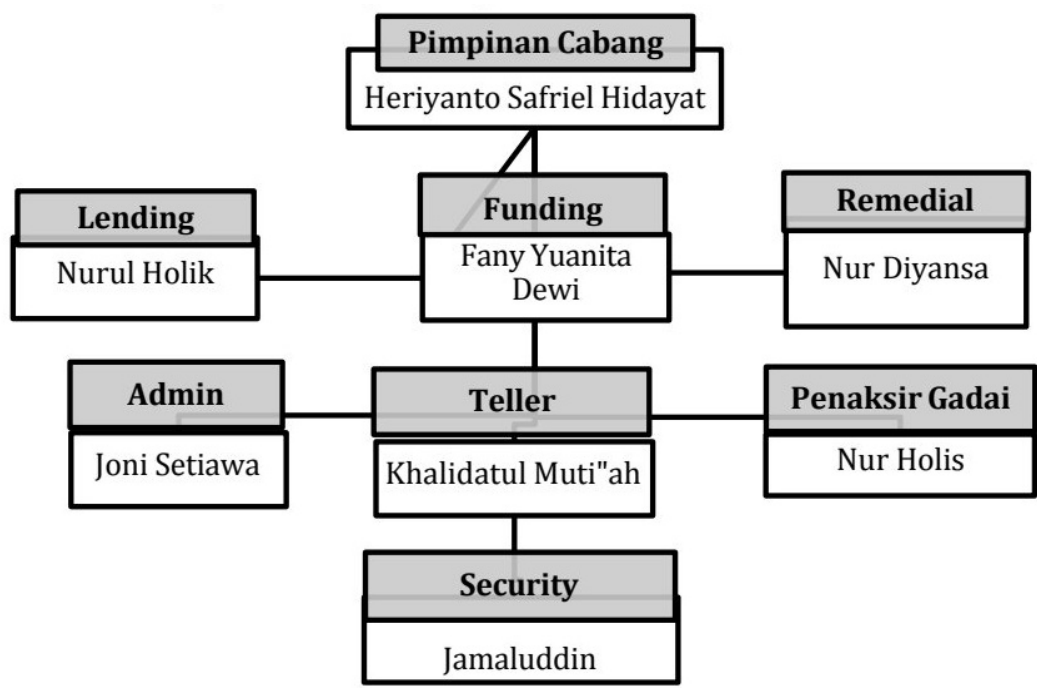 Pimpinan Cabang
Heriyanto Safriel Hidayat
Lending
Nurul Holik
Funding
Fany Yuanita
Dewi
Remedial
Nur Diyansa
Admin
Joni Setiawa
Teller
Khalidatul Muti"ah
Penaksir Gadai
Nur Holis
Security
Jamaluddin